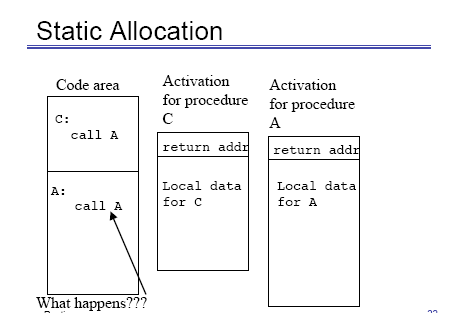 Static Allocation
Code area
C:
call A
A:
call A
What happens???
Activation
for procedure
C
return addr
Local data
for C
Activation
for procedure
A
return addr
Local data
for A